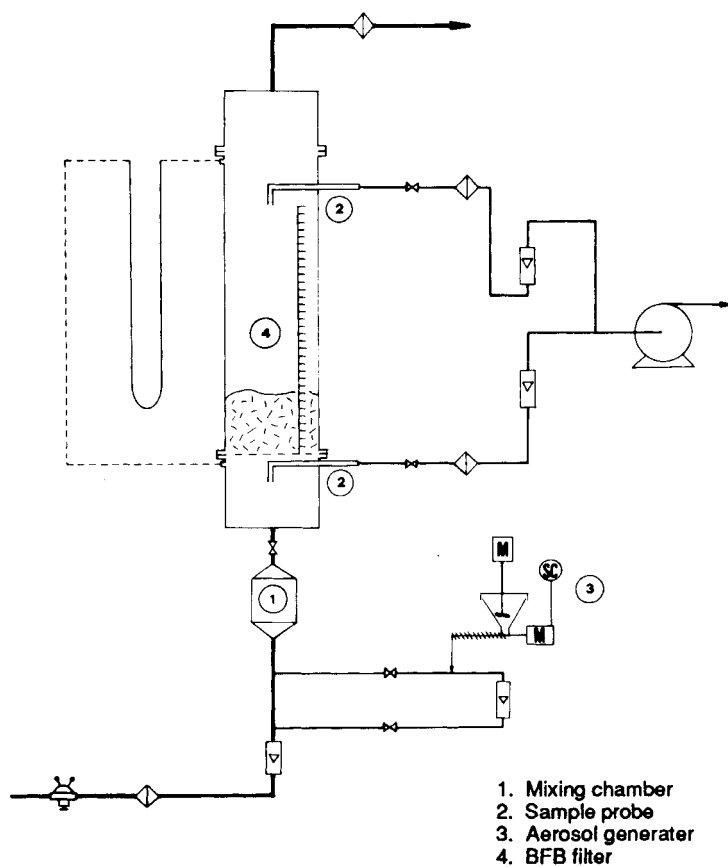 2
4
2
M
SC
3
1
M
1. Mixing chamber
2. Sample probe
3. Aerosol generater
4. BFB filter